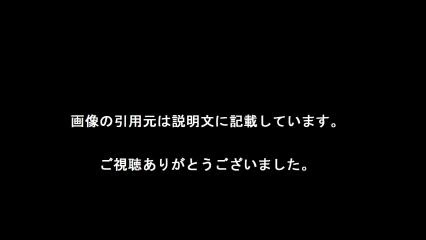 画像の引用元は説明文に記載しています。
ご視聴ありがとうございました。